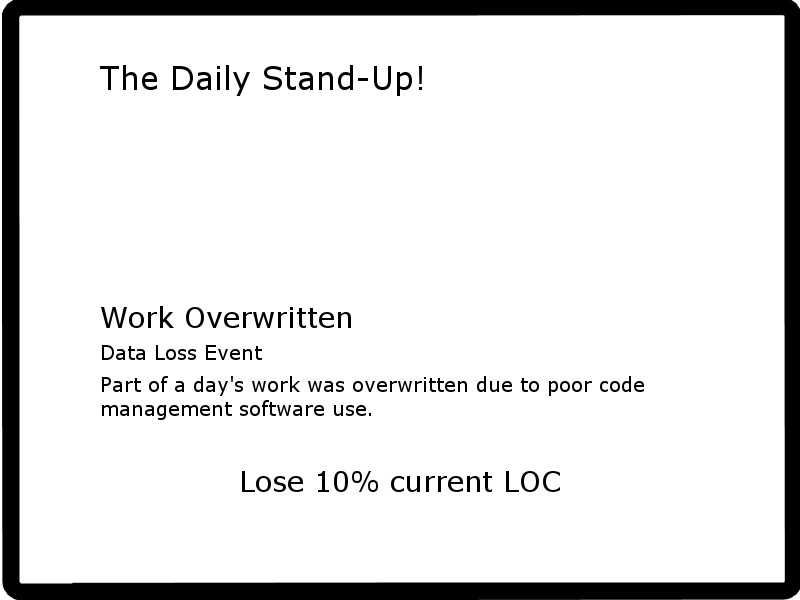 The Daily Stand-Up!
Work Overwritten
Data Loss Event
Part of a day's work was overwritten due to poor code
management software use.
Lose 10% current LOC